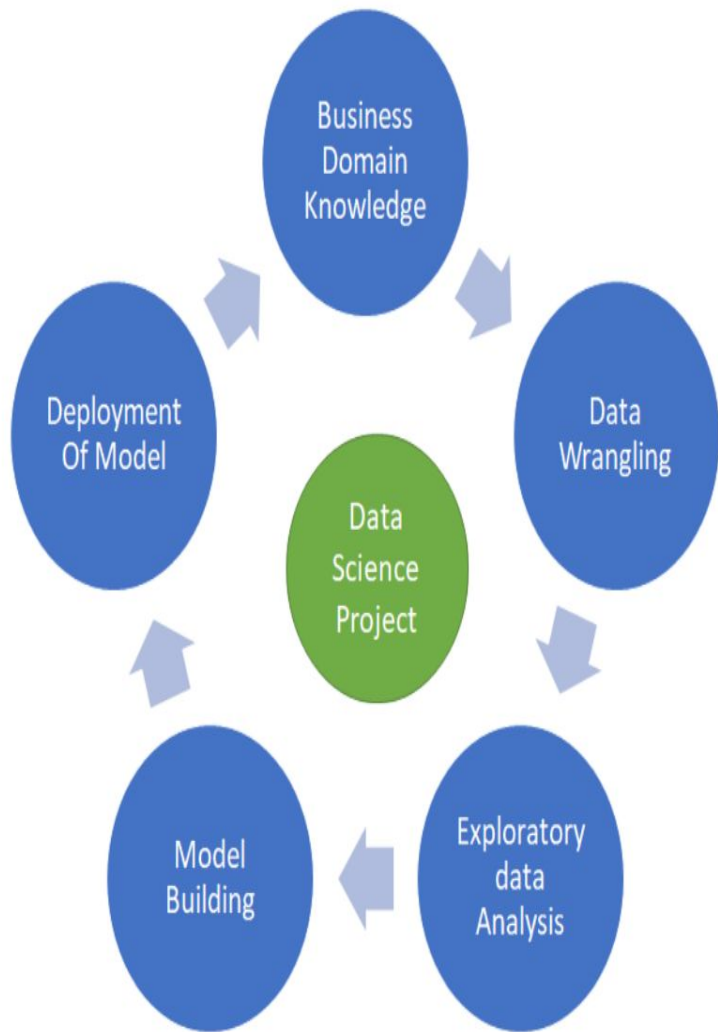 Business
Domain
Knowledge
Data
Wrangling
Exploratory
data
Analysis
Model
Building
Deployment
Of Model
Data
Science
Project